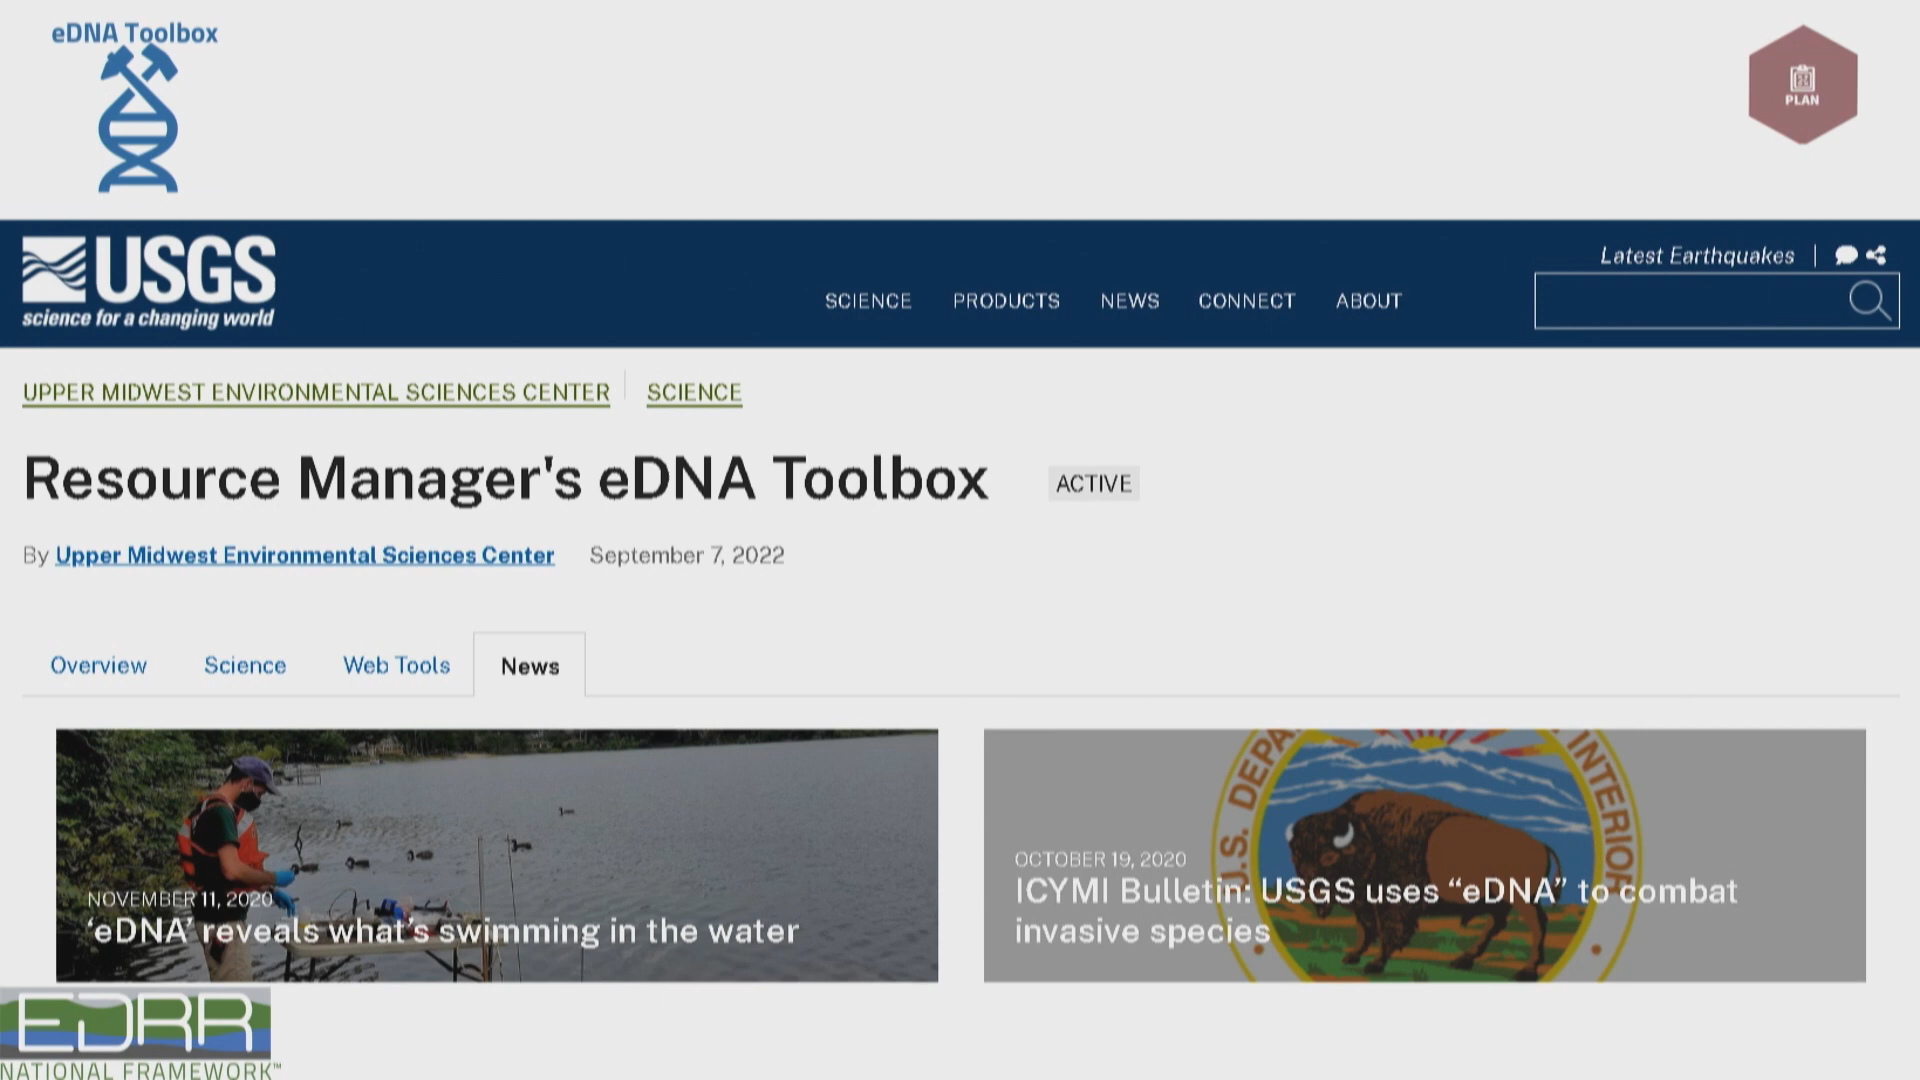 eDNA Toolbox
PLAN
USGS
science for a changing world
Latest Earthquakes
SCIENCE PRODUCTS NEWS CONNECT ABOUT
UPPER MIDWEST ENVIRONMENTAL SCIENCES CENTER SCIENCE
Resource Manager's eDNA Toolbox ACTIVE
By Upper Midwest Environmental Sciences Center September 7, 2022
Overview Science Web Tools News
NOVEMBER 11, 2020
‘eDNA’ reveals what’s swimming in the water
U.S. DEPA INTERIOR
OCTOBER 19, 2020
ICYMI Bulletin: USGS uses “eDNA” to combat
invasive species
EDRR
NATIONAL FRAMEWORK™